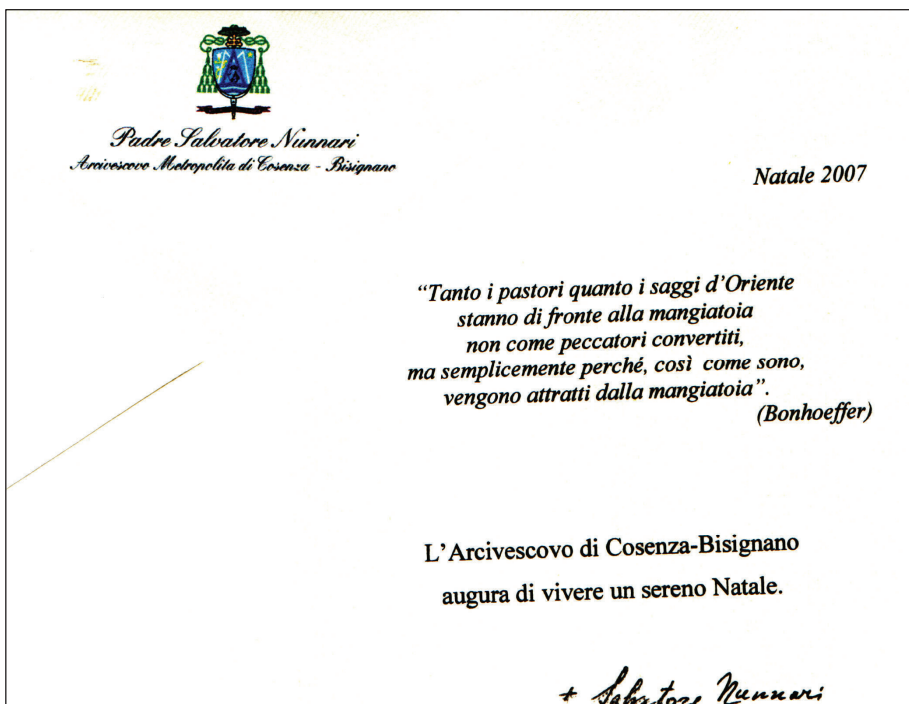 Padre Salvatore Nunnari
Arcivescovo Metropolita di Cosenza - Bisignano
Natale 2007
“Tanto i pastori quanto i saggi d’Oriente
stanno di fronte alla mangiatoia
non come peccatori convertiti,
ma semplicemente perché, così come sono,
vengono attratti dalla mangiatoia”.
(Bonhoeffer)
L’Arcivescovo di Cosenza-Bisignano
augura di vivere un sereno Natale.
+ Salvatore Nunnari